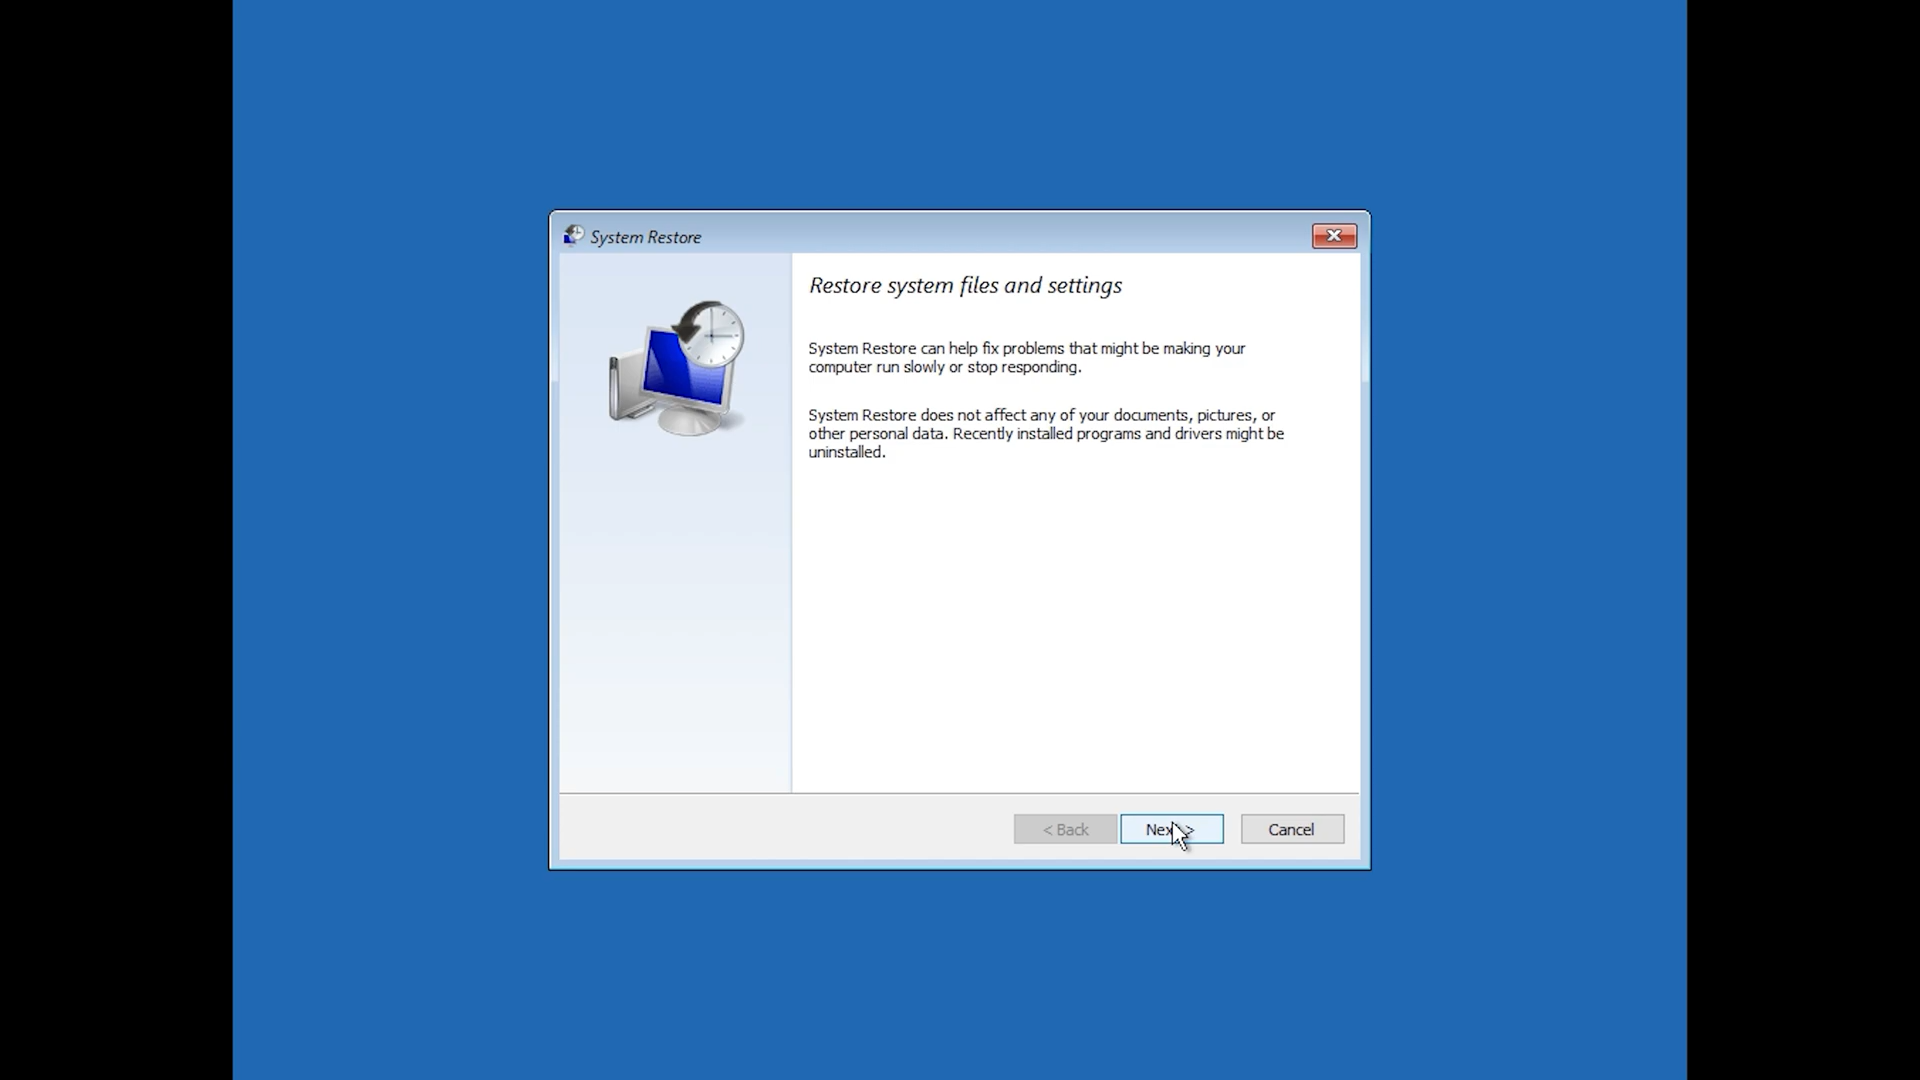 System Restore
Restore system files and settings
System Restore can help fix problems that might be making your
computer run slowly or stop responding.
System Restore does not affect any of your documents, pictures, or
other personal data. Recently installed programs and drivers might be
uninstalled.
< Back
Next >
Cancel